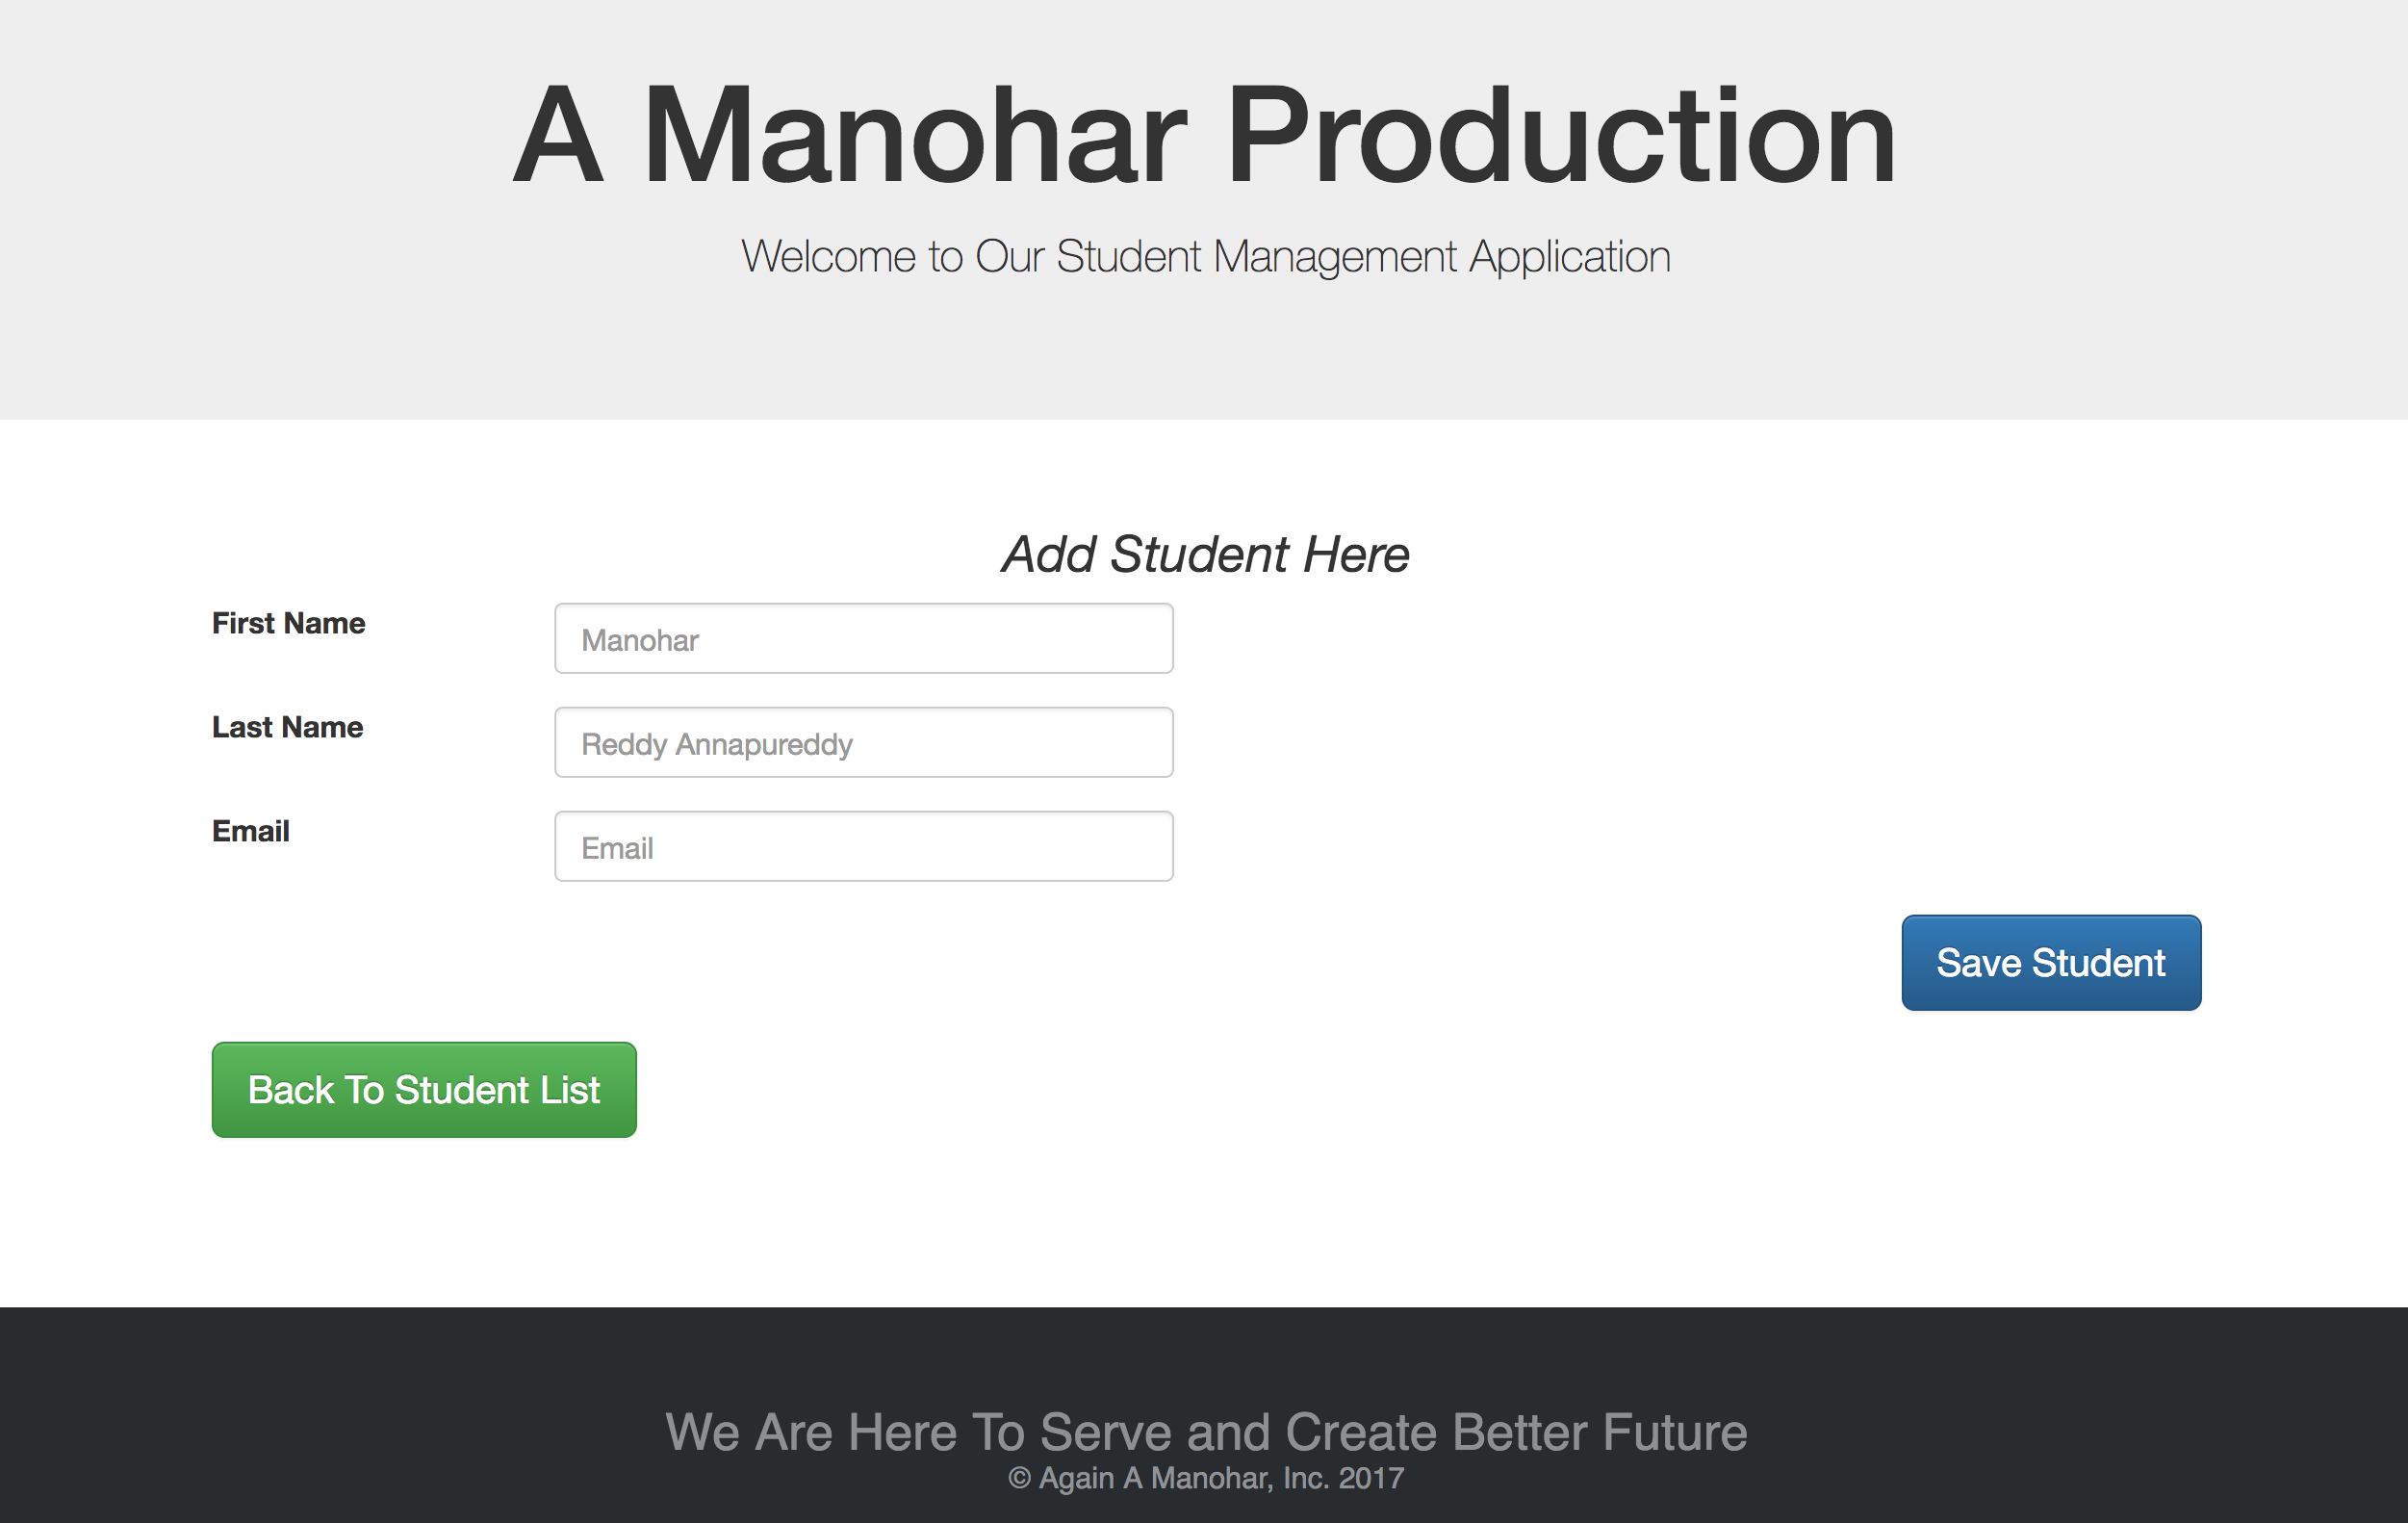 A Manohar Production
Welcome to Our Student Management Application
Add Student Here
First Name
Manohar
Last Name
Reddy Annapureddy
Email
Email
Save Student
Back To Student List
We Are Here To Serve and Create Better Future
© Again A Manohar, Inc. 2017